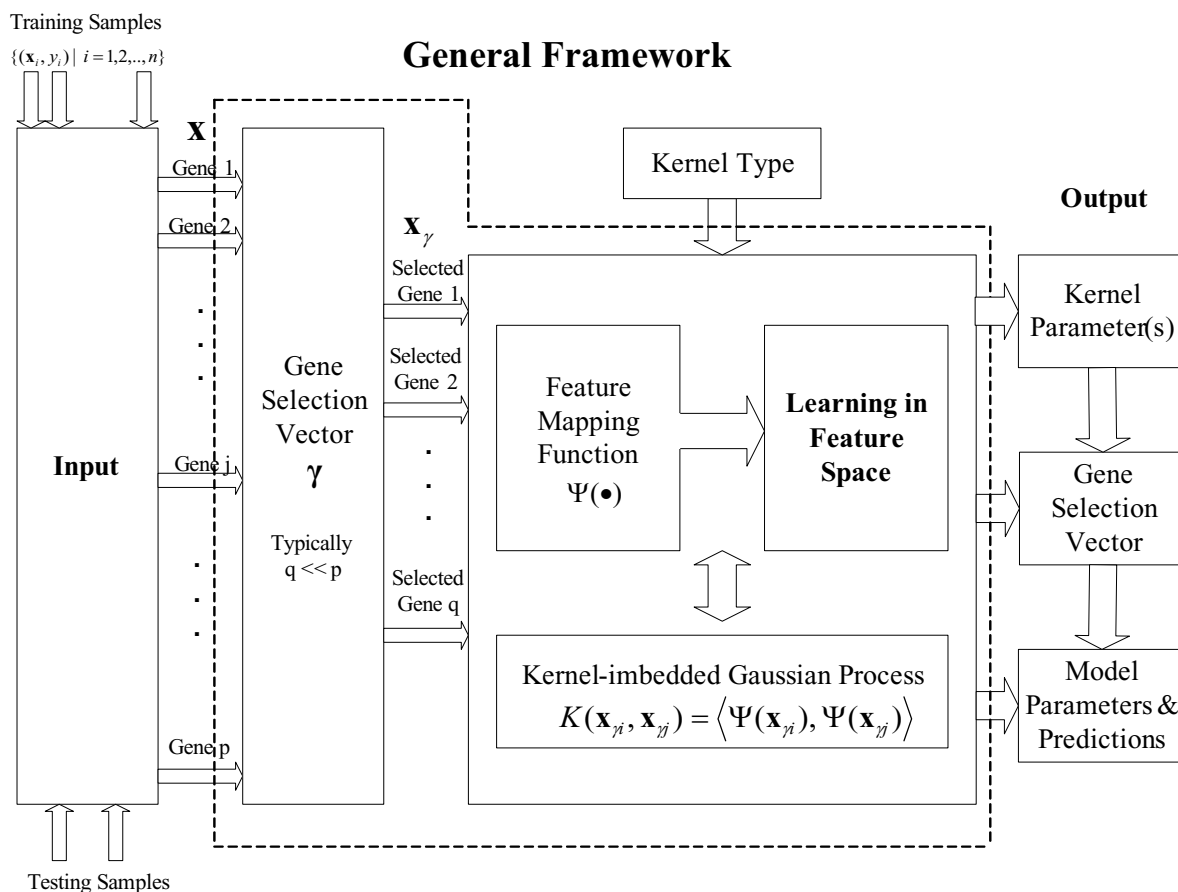 Training Samples
{(x_i, y_i) | i = 1,2,..,n}
General Framework
x
Gene 1
Gene 2
.
.
.
Gene j
.
.
.
Gene p
Input
Testing Samples
Gene
Selection
Vector
γ
Typically
q << p
x_γ
Selected
Gene 1
Selected
Gene 2
.
.
.
Selected
Gene q
Kernel Type
Feature
Mapping
Function
Ψ(•)
Learning in
Feature
Space
Kernel-imbedded Gaussian Process
K(x_γi, x_γj) = ⟨Ψ(x_γi), Ψ(x_γj)⟩
Output
Kernel
Parameter(s)
Gene
Selection
Vector
Model
Parameters &
Predictions